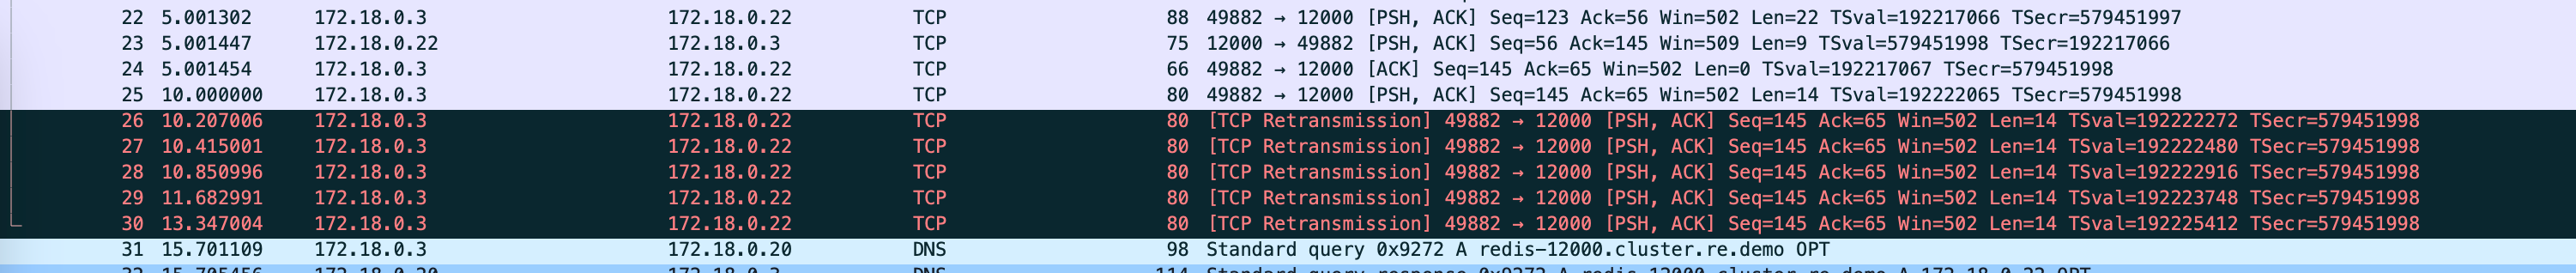 22 5.001302 172.18.0.3 172.18.0.22 TCP 88 49882 → 12000 [PSH, ACK] Seq=123 Ack=56 Win=502 Len=22 TSval=192217066 TSecr=579451997
23 5.001447 172.18.0.22 172.18.0.3 TCP 75 12000 → 49882 [PSH, ACK] Seq=56 Ack=145 Win=509 Len=9 TSval=579451998 TSecr=192217066
24 5.001454 172.18.0.3 172.18.0.22 TCP 66 49882 → 12000 [ACK] Seq=145 Ack=65 Win=502 Len=0 TSval=192217067 TSecr=579451998
25 10.000000 172.18.0.3 172.18.0.22 TCP 80 49882 → 12000 [PSH, ACK] Seq=145 Ack=65 Win=502 Len=14 TSval=192222065 TSecr=579451998
26 10.207006 172.18.0.3 172.18.0.22 TCP 80 [TCP Retransmission] 49882 → 12000 [PSH, ACK] Seq=145 Ack=65 Win=502 Len=14 TSval=192222272 TSecr=579451998
27 10.415001 172.18.0.3 172.18.0.22 TCP 80 [TCP Retransmission] 49882 → 12000 [PSH, ACK] Seq=145 Ack=65 Win=502 Len=14 TSval=192222480 TSecr=579451998
28 10.850996 172.18.0.3 172.18.0.22 TCP 80 [TCP Retransmission] 49882 → 12000 [PSH, ACK] Seq=145 Ack=65 Win=502 Len=14 TSval=192222916 TSecr=579451998
29 11.682991 172.18.0.3 172.18.0.22 TCP 80 [TCP Retransmission] 49882 → 12000 [PSH, ACK] Seq=145 Ack=65 Win=502 Len=14 TSval=192223748 TSecr=579451998
30 13.347004 172.18.0.3 172.18.0.22 TCP 80 [TCP Retransmission] 49882 → 12000 [PSH, ACK] Seq=145 Ack=65 Win=502 Len=14 TSval=192225412 TSecr=579451998
31 15.701109 172.18.0.3 172.18.0.20 DNS 98 Standard query 0x9272 A redis-12000.cluster.re.demo OPT